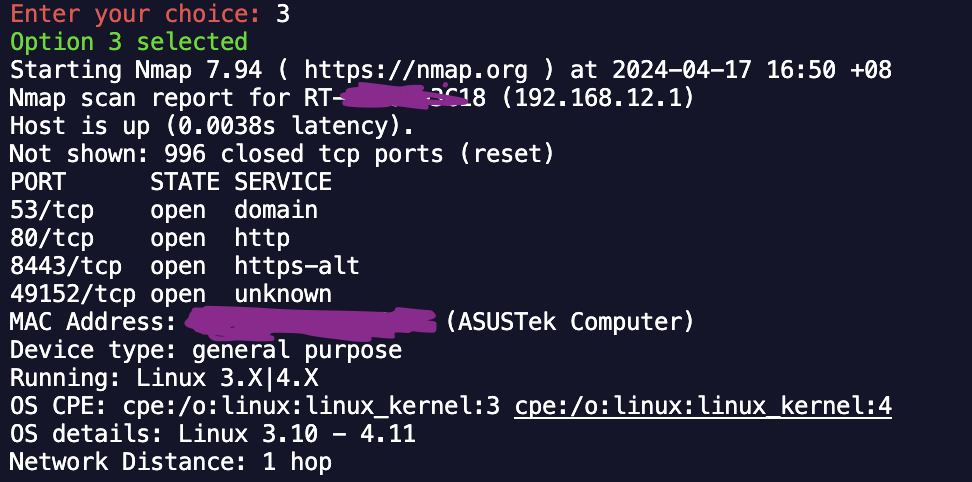 Enter your choice: 3
Option 3 selected
Starting Nmap 7.94 ( https://nmap.org ) at 2024-04-17 16:50 +08
Nmap scan report for RT- (192.168.12.1)
Host is up (0.0038s latency).
Not shown: 996 closed tcp ports (reset)
PORT      STATE SERVICE
53/tcp    open  domain
80/tcp    open  http
8443/tcp  open  https-alt
49152/tcp open  unknown
MAC Address: (ASUSTek Computer)
Device type: general purpose
Running: Linux 3.X|4.X
OS CPE: cpe:/o:linux:linux_kernel:3 cpe:/o:linux:linux_kernel:4
OS details: Linux 3.10 - 4.11
Network Distance: 1 hop